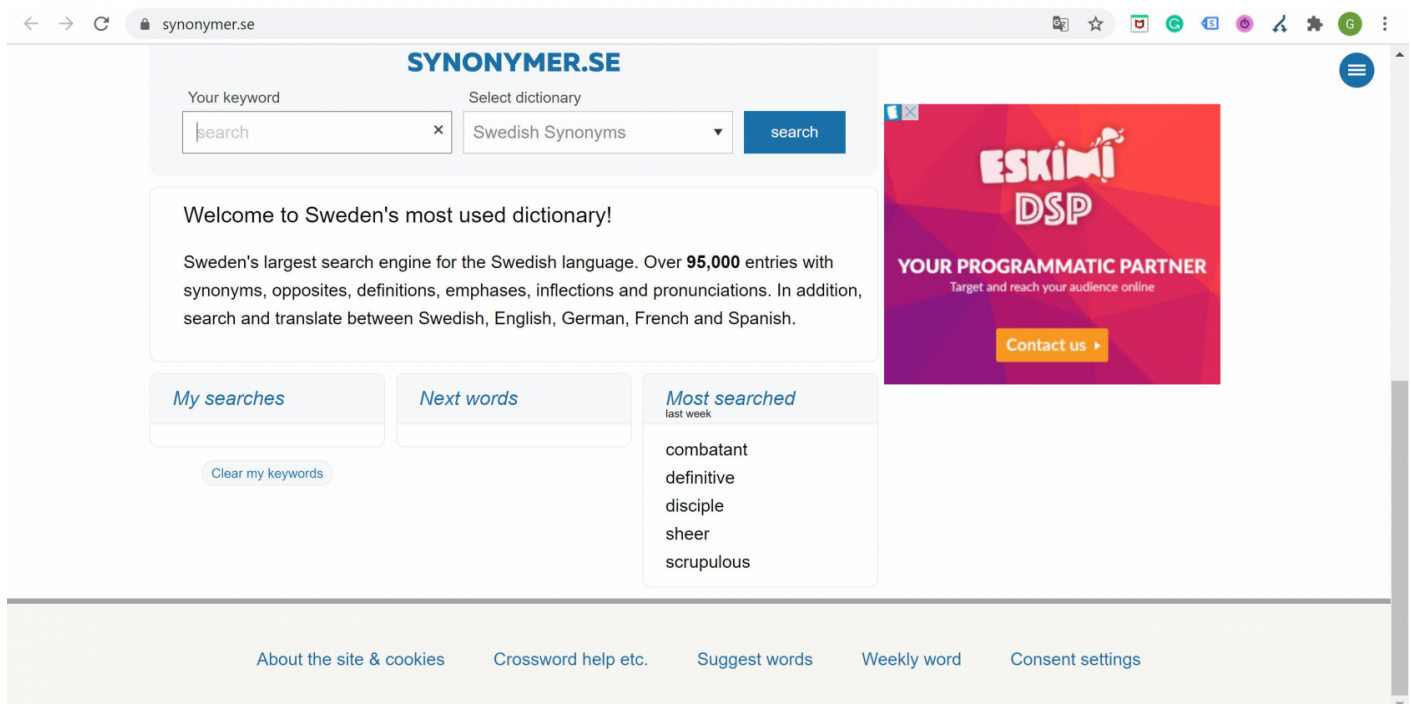 synonymer.se
G
SYNONYMER.SE
Your keyword
Select dictionary
search
Swedish Synonyms
search
Welcome to Sweden's most used dictionary!
Sweden's largest search engine for the Swedish language. Over 95,000 entries with
synonyms, opposites, definitions, emphases, inflections and pronunciations. In addition,
search and translate between Swedish, English, German, French and Spanish.
ESKIMI
DSP
YOUR PROGRAMMATIC PARTNER
Target and reach your audience online
Contact us
My searches
Next words
Most searched
last week
combatant
definitive
disciple
sheer
scrupulous
Clear my keywords
About the site & cookies
Crossword help etc.
Suggest words
Weekly word
Consent settings